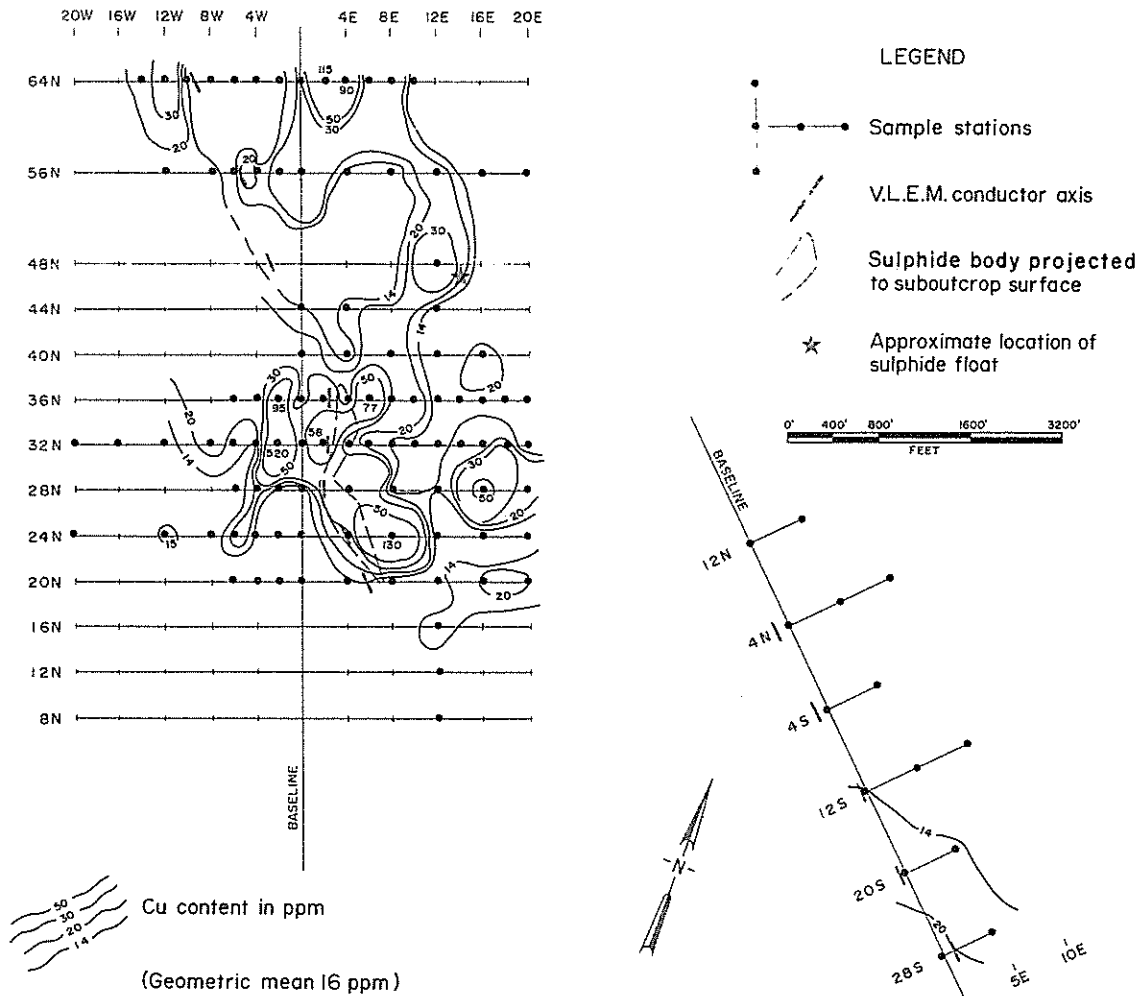 20W 16W 12W 8W 4W 4E 8E 12E 16E 20E
LEGEND
64N
115
90
30
50
30
20
Sample stations
56N
20
V.L.E.M. conductor axis
20
30
48N
Sulphide body projected
to suboutcrop surface
44N
14
14
Approximate location of
sulphide float
40N
30
50
20
36N
95
77
20
58
20
32N
520
14
30
50
28N
50
50
20
24N
15
130
14
20N
20
16N
12N
8N
BASELINE
0' 400' 800' 1600' 3200'
FEET
BASELINE
12N
4N
4S
12S
14
20S
20
28S
5E
10E
N
50
30
20
14
Cu content in ppm
(Geometric mean 16 ppm)